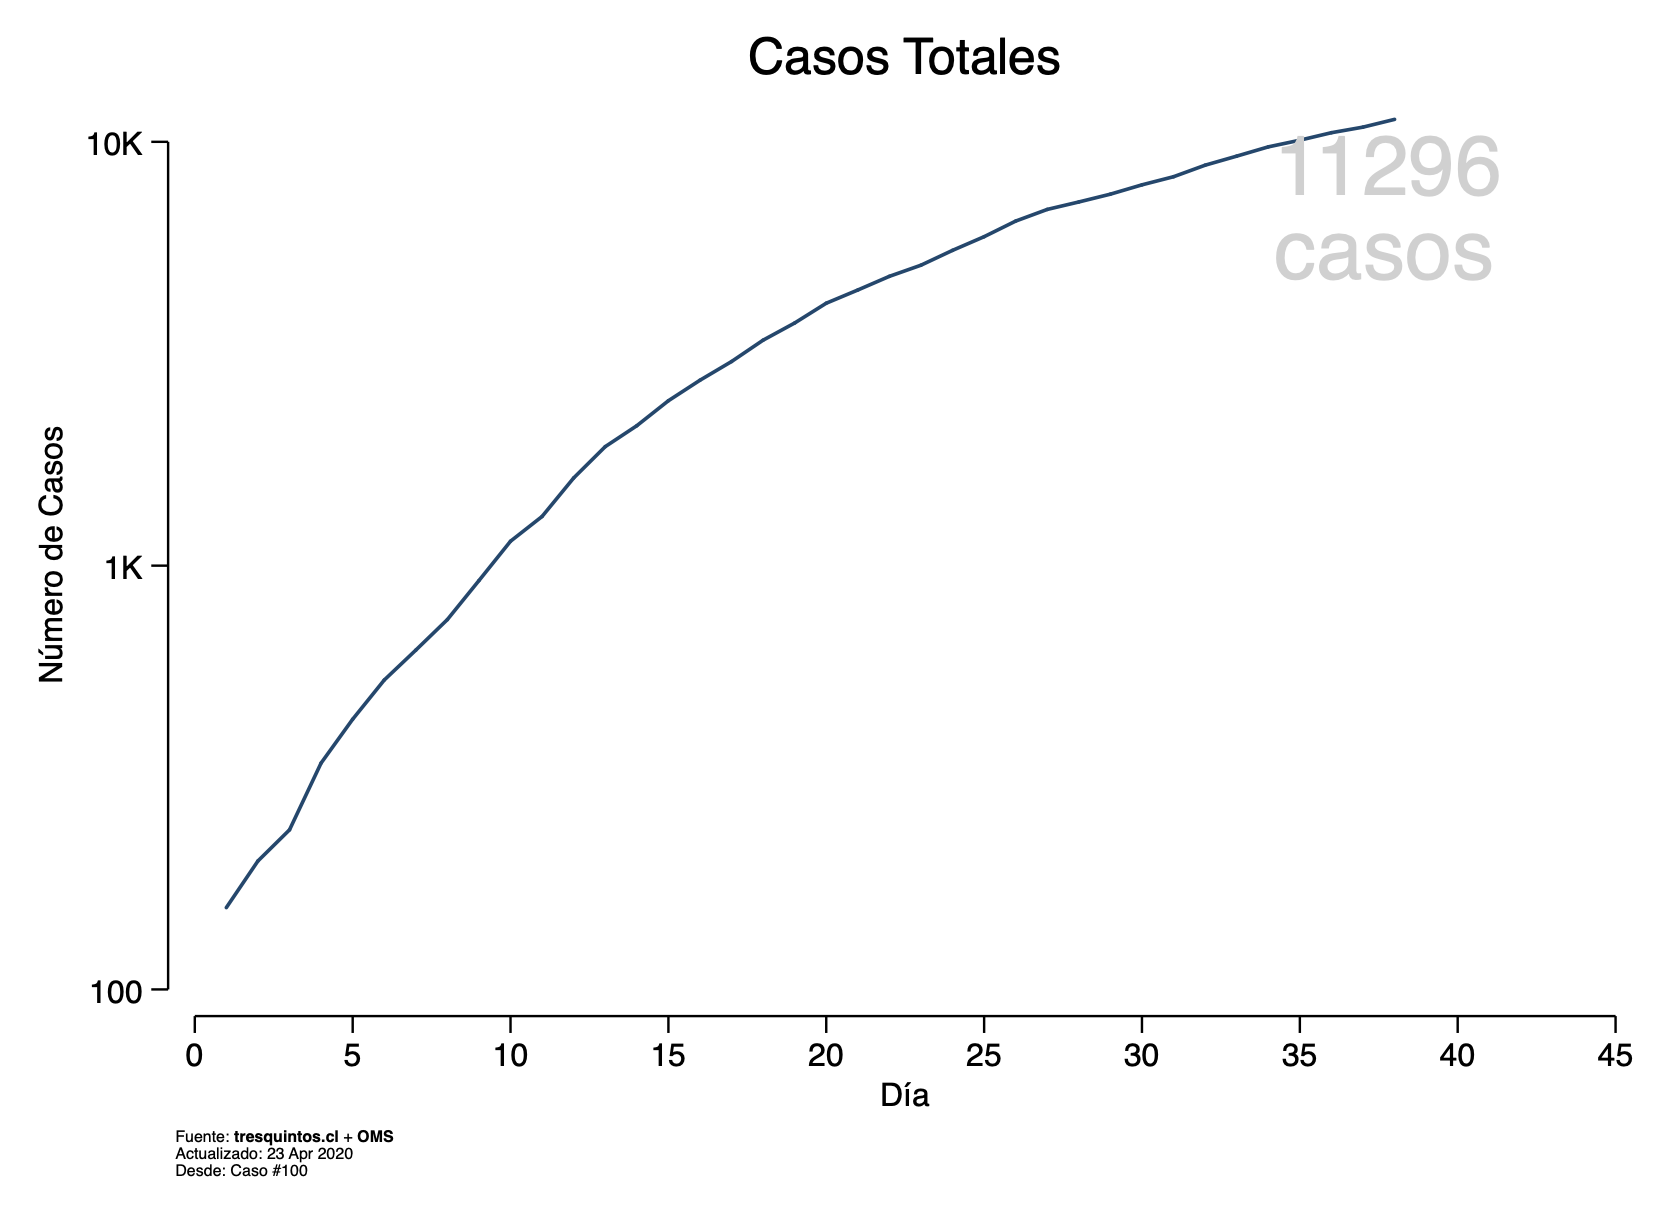 Casos Totales
10K
1K
100
Número de Casos
11296
casos
0 5 10 15 20 25 30 35 40 45
Día
Fuente: tresquintos.cl + OMS
Actualizado: 23 Apr 2020
Desde: Caso #100